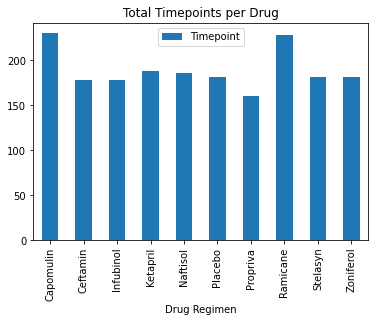 Total Timepoints per Drug
Timepoint
200
150
100
50
0
Capomulin
Ceftamin
Infubinol
Ketapril
Naftisol
Placebo
Propriva
Ramicane
Stelasyn
Zoniferol
Drug Regimen